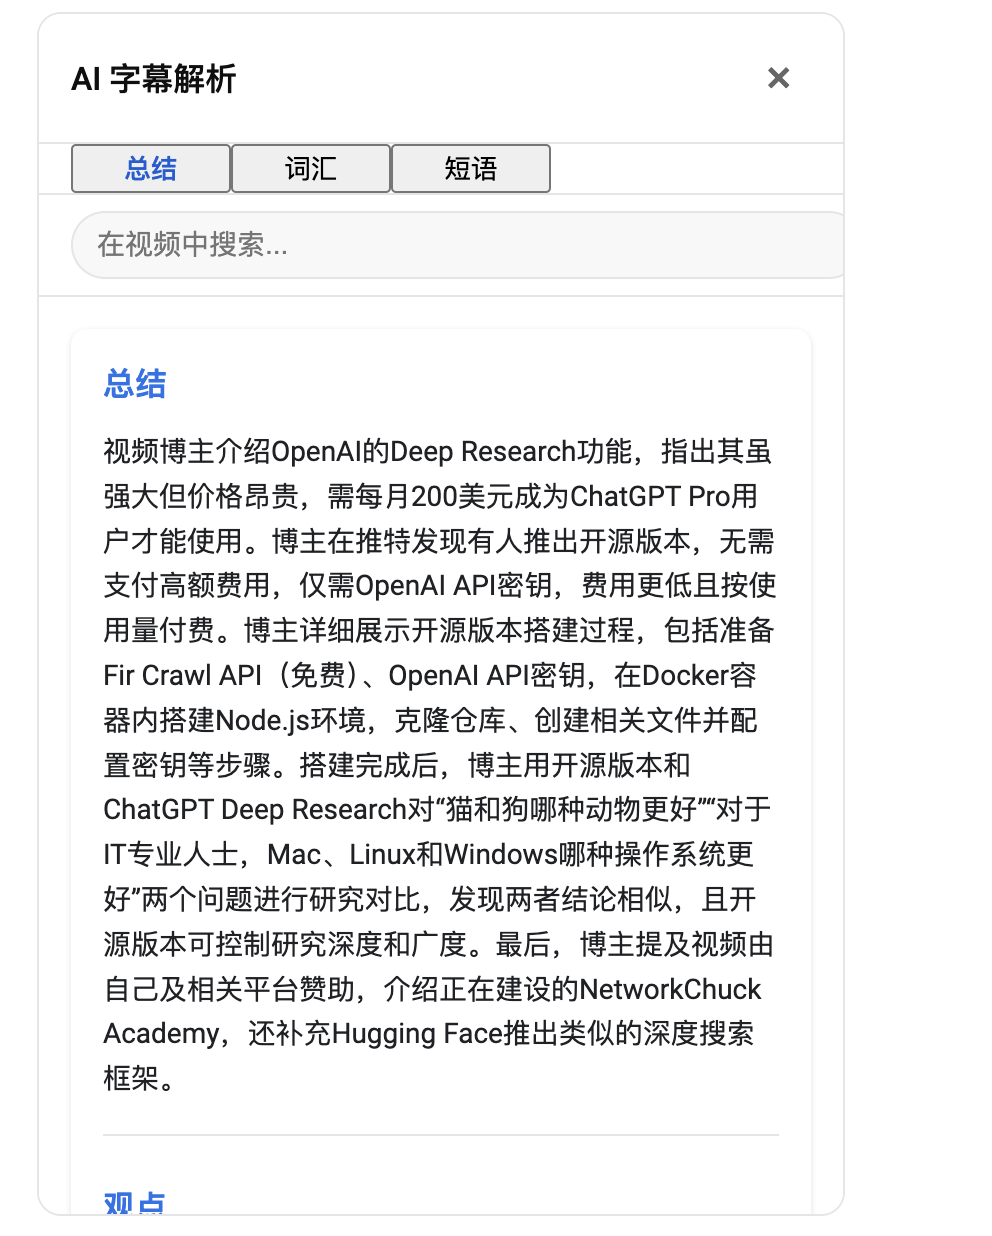 AI 字幕解析
总结 词汇 短语
在视频中搜索...
总结
视频博主介绍OpenAI的Deep Research功能，指出其虽
强大但价格昂贵，需每月200美元成为ChatGPT Pro用
户才能使用。博主在推特发现有人推出开源版本，无需
支付高额费用，仅需OpenAI API密钥，费用更低且按使
用量付费。博主详细展示开源版本搭建过程，包括准备
Fir Crawl API（免费）、OpenAI API密钥，在Docker容
器内搭建Node.js环境，克隆仓库、创建相关文件并配
置密钥等步骤。搭建完成后，博主用开源版本和
ChatGPT Deep Research对“猫和狗哪种动物更好”“对于
IT专业人士，Mac、Linux和Windows哪种操作系统更
好”两个问题进行研究对比，发现两者结论相似，且开
源版本可控制研究深度和广度。最后，博主提及视频由
自己及相关平台赞助，介绍正在建设的NetworkChuck
Academy，还补充Hugging Face推出类似的深度搜索
框架。
观点